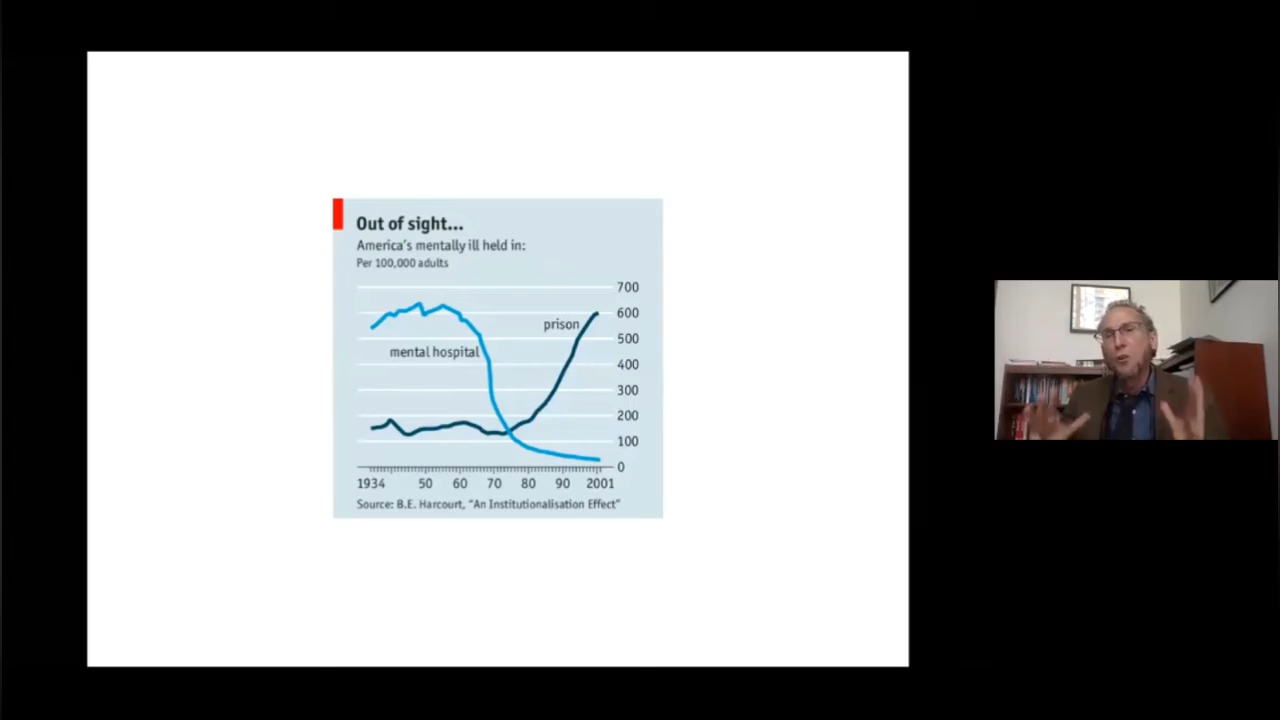 Out of sight...
America's mentally ill held in:
Per 100,000 adults
700
600
prison
500
mental hospital
400
300
200
100
0
1934 50 60 70 80 90 2001
Source: B.E. Harcourt, "An Institutionalisation Effect"